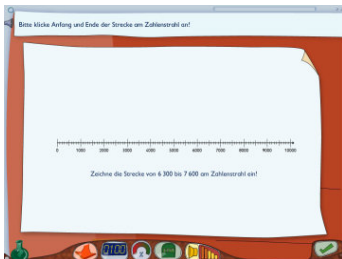 Bitte klicke Anfang und Ende der Strecke am Zahlenstrahl an!
0 1000 2000 3000 4000 5000 6000 7000 8000 9000 10000
Zeichne die Strecke von 6 300 bis 7 600 am Zahlenstrahl ein!